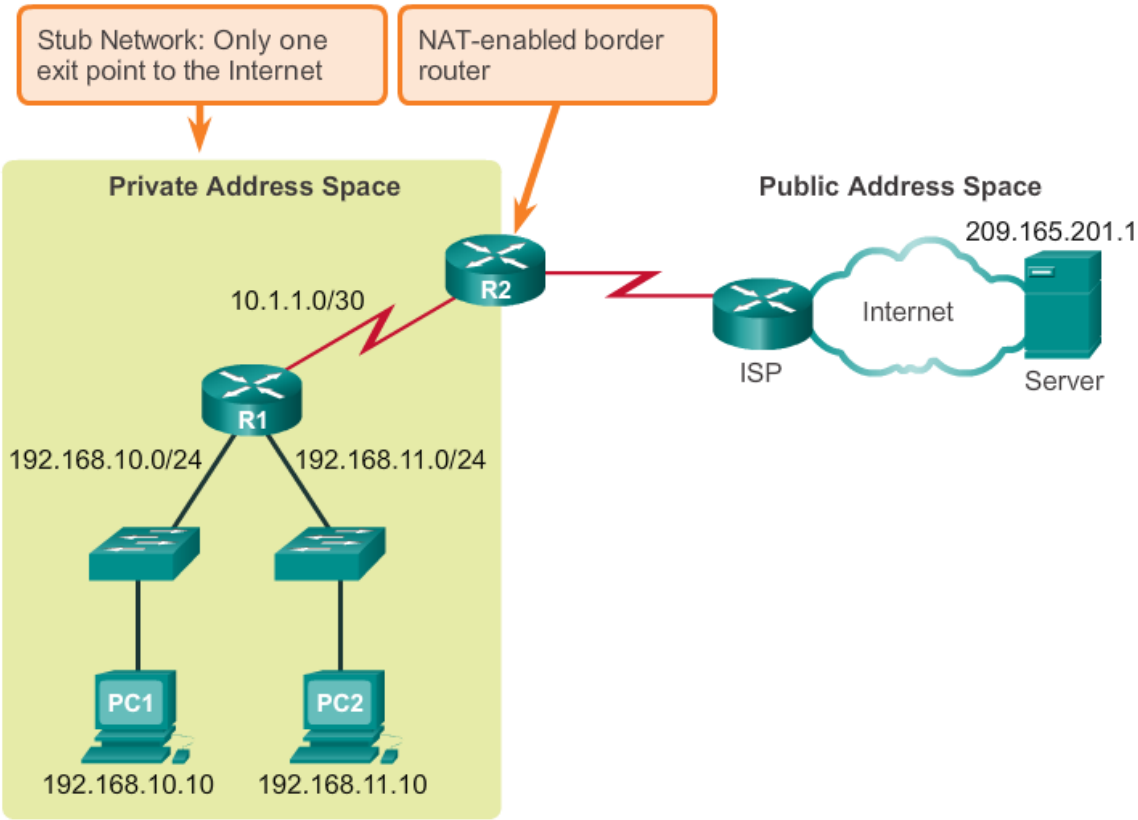 Stub Network: Only one
exit point to the Internet
NAT-enabled border
router
Private Address Space
Public Address Space
209.165.201.1
R2
10.1.1.0/30
Internet
ISP
Server
R1
192.168.10.0/24
192.168.11.0/24
PC1
PC2
192.168.10.10
192.168.11.10